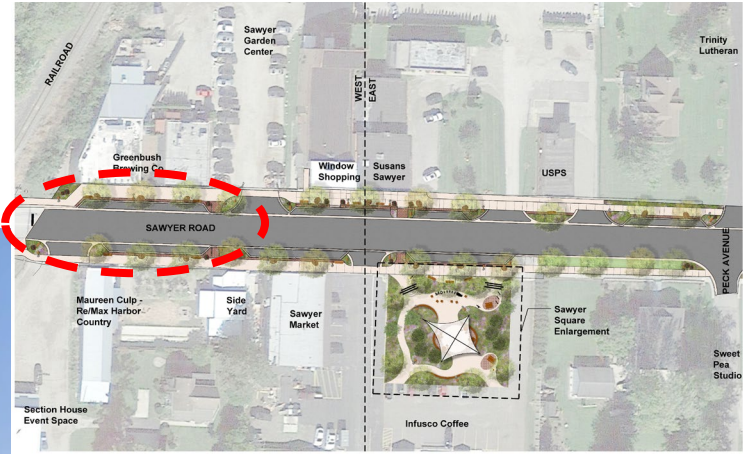 RAILROAD
Sawyer
Garden
Center
WEST
EAST
Trinity
Lutheran
Greenbush
Brewing Co.
Window
Shopping
Susans
Sawyer
USPS
SAWYER ROAD
PECK AVENUE
Maureen Culp -
Re/Max Harbor
Country
Side
Yard
Sawyer
Market
Sawyer
Square
Enlargement
Sweet
Pea
Studio
Section House
Event Space
Infusco Coffee